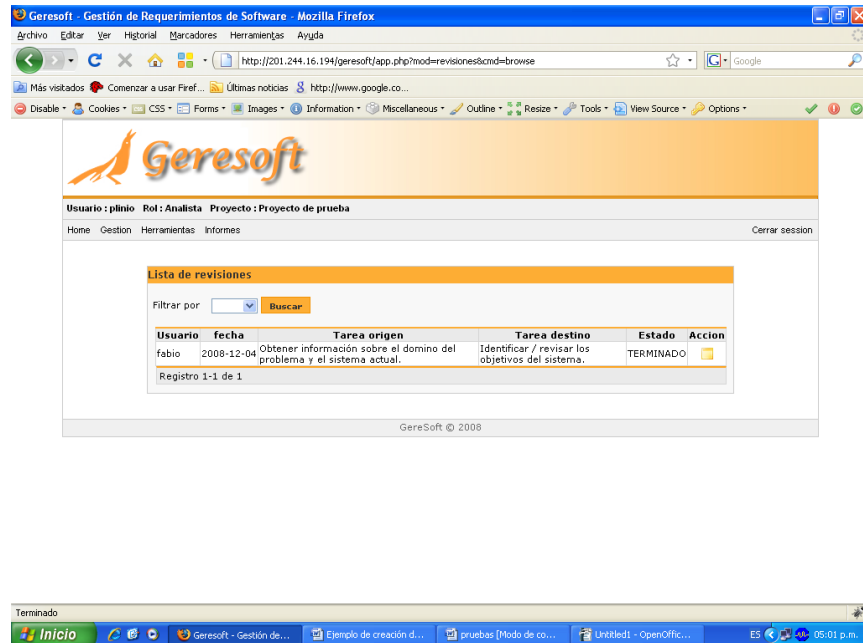 Geresoft - Gestión de Requerimientos de Software - Mozilla Firefox
Archivo Editar Ver Historial Marcadores Herramientas Ayuda
http://201.244.16.194/geresoft/app.php?mod=revisiones&cmd=browse
G Google
Más visitados Comenzar a usar Firef... Últimas noticias http://www.google.co...
Disable Cookies CSS Forms Images Information Miscellaneous Outline Resize Tools View Source Options
Geresoft
Usuario : plinio Rol : Analista Proyecto : Proyecto de prueba
Home Gestion Herramientas Informes Cerrar session
Lista de revisiones
Filtrar por Buscar
Usuario fecha Tarea origen Tarea destino Estado Accion
fabio 2008-12-04 Obtener información sobre el domino del problema y el sistema actual. Identificar / revisar los objetivos del sistema. TERMINADO
Registro 1-1 de 1
GereSoft © 2008
Terminado
Inicio Geresoft - Gestión de... Ejemplo de creación d... pruebas [Modo de co... Untitled1 - OpenOffic... ES 05:01 p.m.